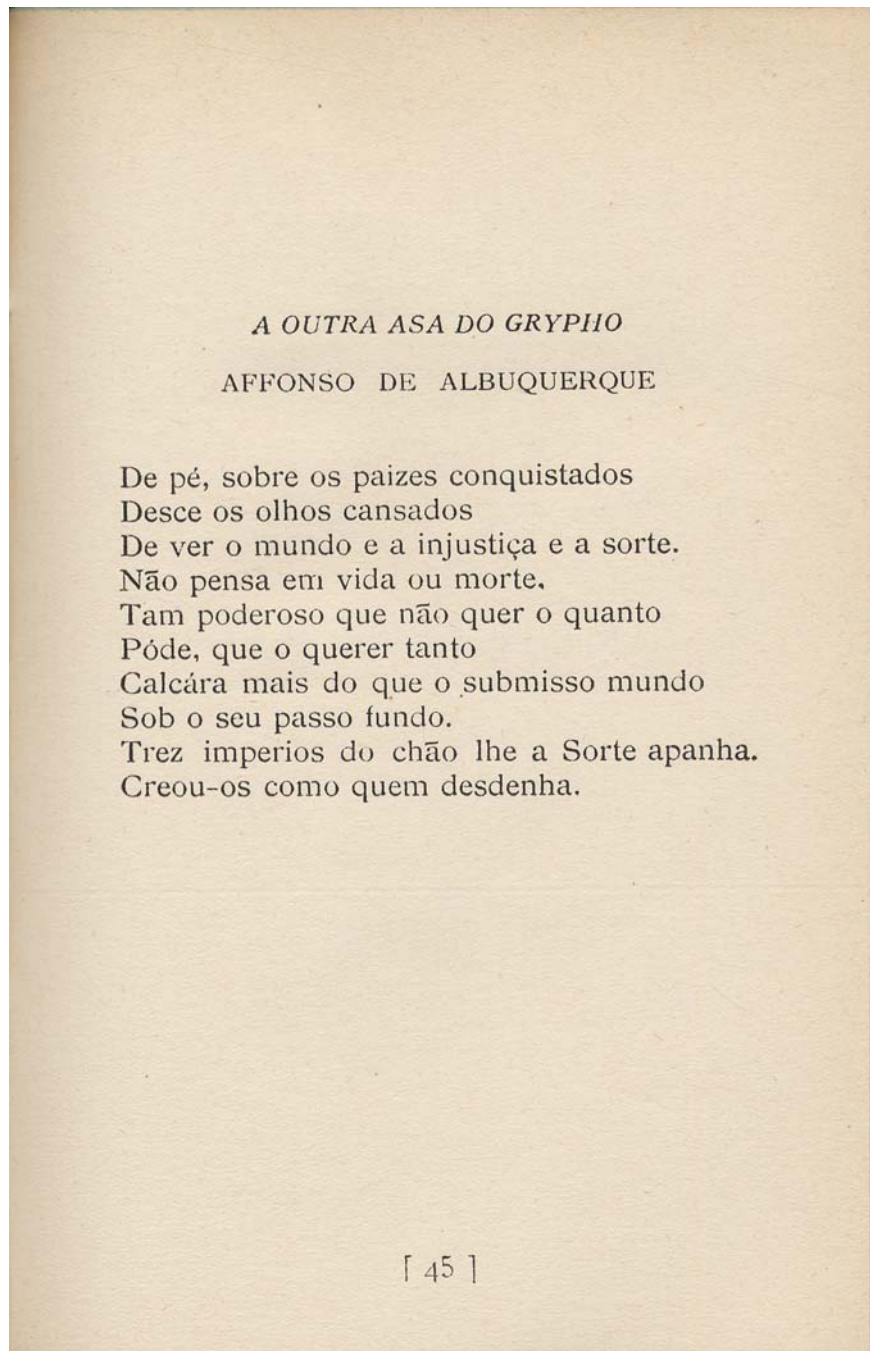 A OUTRA ASA DO GRYPHO
AFFONSO DE ALBUQUERQUE
De pé, sobre os paizes conquistados
Desce os olhos cansados
De ver o mundo e a injustiça e a sorte.
Não pensa em vida ou morte,
Tam poderoso que não quer o quanto
Póde, que o querer tanto
Calcára mais do que o submisso mundo
Sob o seu passo fundo.
Trez imperios do chão lhe a Sorte apanha.
Creou-os como quem desdenha.
[ 45 ]